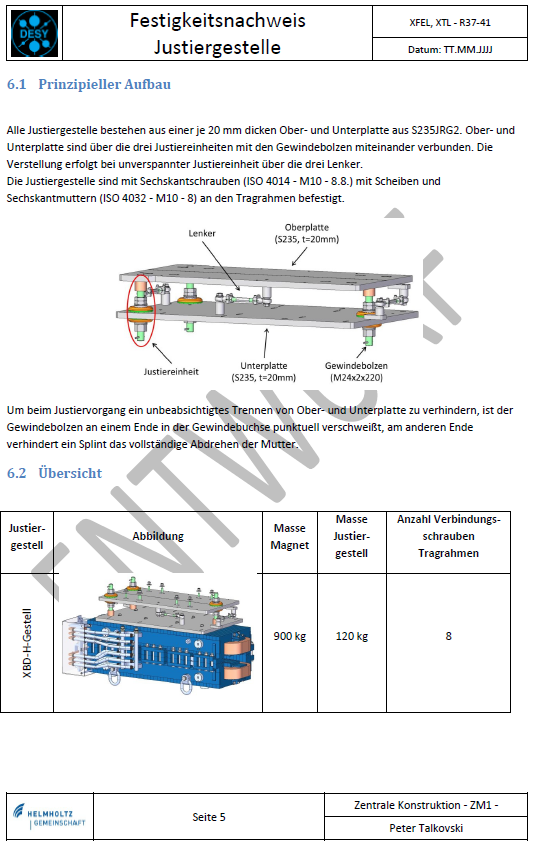 DESY
Festigkeitsnachweis
Justiergestelle
XFEL, XTL - R37-41
Datum: TT.MM.JJJJ
6.1 Prinzipieller Aufbau
Alle Justiergestelle bestehen aus einer je 20 mm dicken Ober- und Unterplatte aus S235JRG2. Ober- und
Unterplatte sind über die drei Justiereinheiten mit den Gewindebolzen miteinander verbunden. Die
Verstellung erfolgt bei unverspannter Justiereinheit über die drei Lenker.
Die Justiergestelle sind mit Sechskantschrauben (ISO 4014 - M10 - 8.8.) mit Scheiben und
Sechskantmuttern (ISO 4032 - M10 - 8) an den Tragrahmen befestigt.
Lenker
Oberplatte
(S235, t=20mm)
Justiereinheit
Unterplatte
(S235, t=20mm)
Gewindebolzen
(M24x2x220)
Um beim Justiervorgang ein unbeabsichtigtes Trennen von Ober- und Unterplatte zu verhindern, ist der
Gewindebolzen an einem Ende in der Gewindebuchse punktuell verschweißt, am anderen Ende
verhindert ein Splint das vollständige Abdrehen der Mutter.
6.2 Übersicht
Justier-
gestell
Abbildung
Masse
Magnet
Masse
Justier-
gestell
Anzahl Verbindungs-
schrauben
Tragrahmen
XBD-H-Gestell
900 kg
120 kg
8
ENTWURF
HELMHOLTZ
GEMEINSCHAFT
Seite 5
Zentrale Konstruktion - ZM1 -
Peter Talkovski